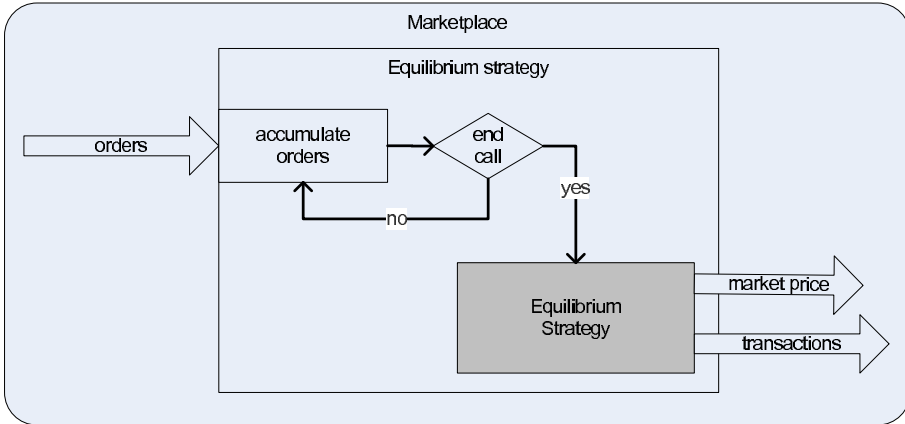 Marketplace
Equilibrium strategy
orders
accumulate
orders
end
call
no
yes
Equilibrium
Strategy
market price
transactions